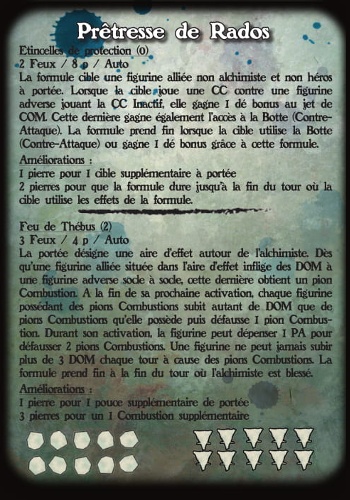 Prêtresse de Rados
Etincelles de protection (0)
2 Feux / 8 p / Auto
La formule cible une figurine alliée non alchimiste et non héros
à portée. Lorsque la cible joue une CC contre une figurine
adverse jouant la CC Inactif, elle gagne 1 dé bonus au jet de
COM. Cette dernière gagne également l'accès à la Botte (Contre-
Attaque). La formule prend fin lorsque la cible utilise la Botte
(Contre-Attaque) ou gagne 1 dé bonus grâce à cette formule.
Améliorations :
1 pierre pour 1 cible supplémentaire à portée
2 pierres pour que la formule dure jusqu'à la fin du tour où la
cible utilise les effets de la formule.
Feu de Thébus (2)
3 Feux / 4 p / Auto
La portée désigne une aire d'effet autour de l'alchimiste. Dès
qu'une figurine alliée située dans l'aire d'effet inflige des DOM à
une figurine adverse socle à socle, cette dernière obtient un pion
Combustion. A la fin de sa prochaine activation, chaque figurine
possédant des pions Combustions subit autant de DOM que de
pions Combustions qu'elle possède puis défausse 1 pion Combus-
tion. Durant son activation, la figurine peut dépenser 1 PA pour
défausser 2 pions Combustions. Une figurine ne peut jamais subir
plus de 3 DOM chaque tour à cause des pions Combustions. La
formule prend fin à la fin du tour où l'alchimiste est blessé.
Améliorations :
1 pierre pour 1 pouce supplémentaire de portée
3 pierres pour un 1 Combustion supplémentaire